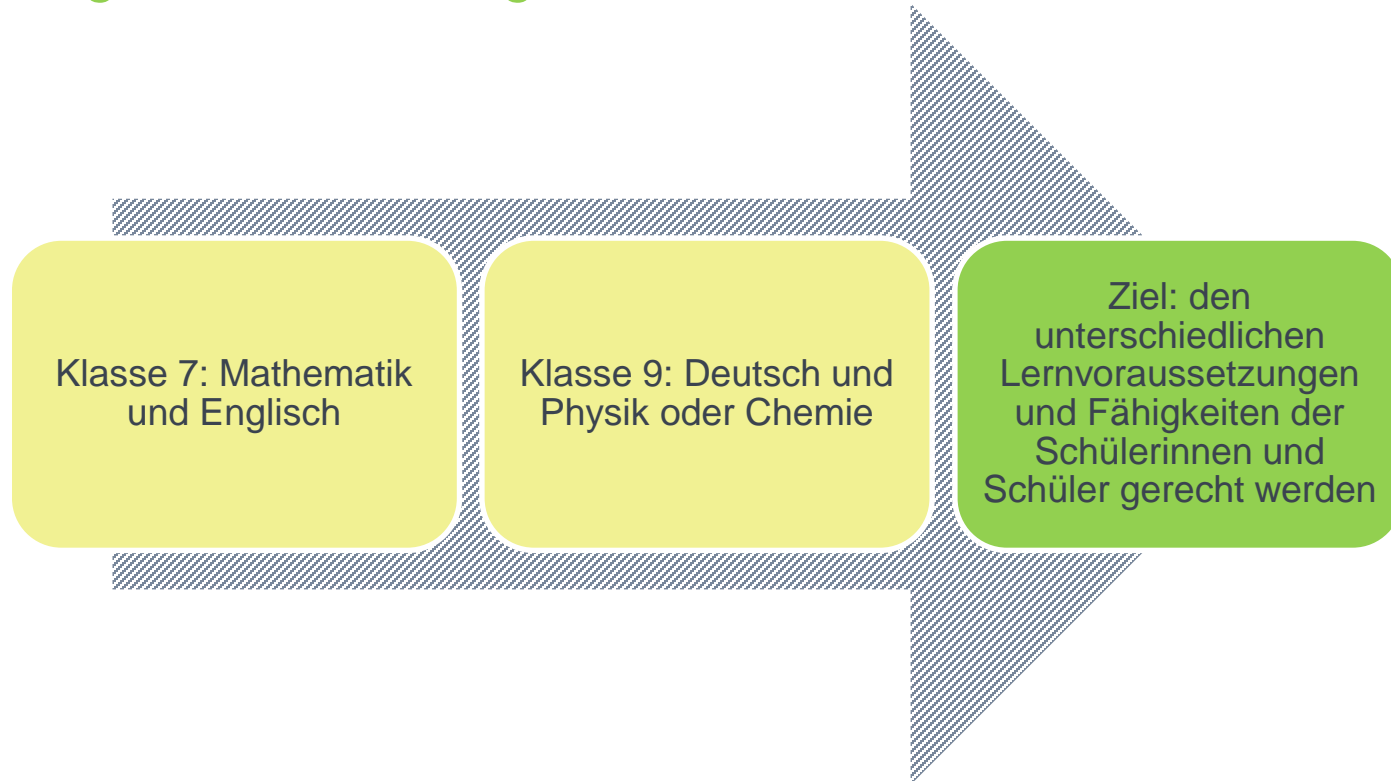 Klasse 7: Mathematik
und Englisch
Klasse 9: Deutsch und
Physik oder Chemie
Ziel: den
unterschiedlichen
Lernvoraussetzungen
und Fähigkeiten der
Schülerinnen und
Schüler gerecht werden